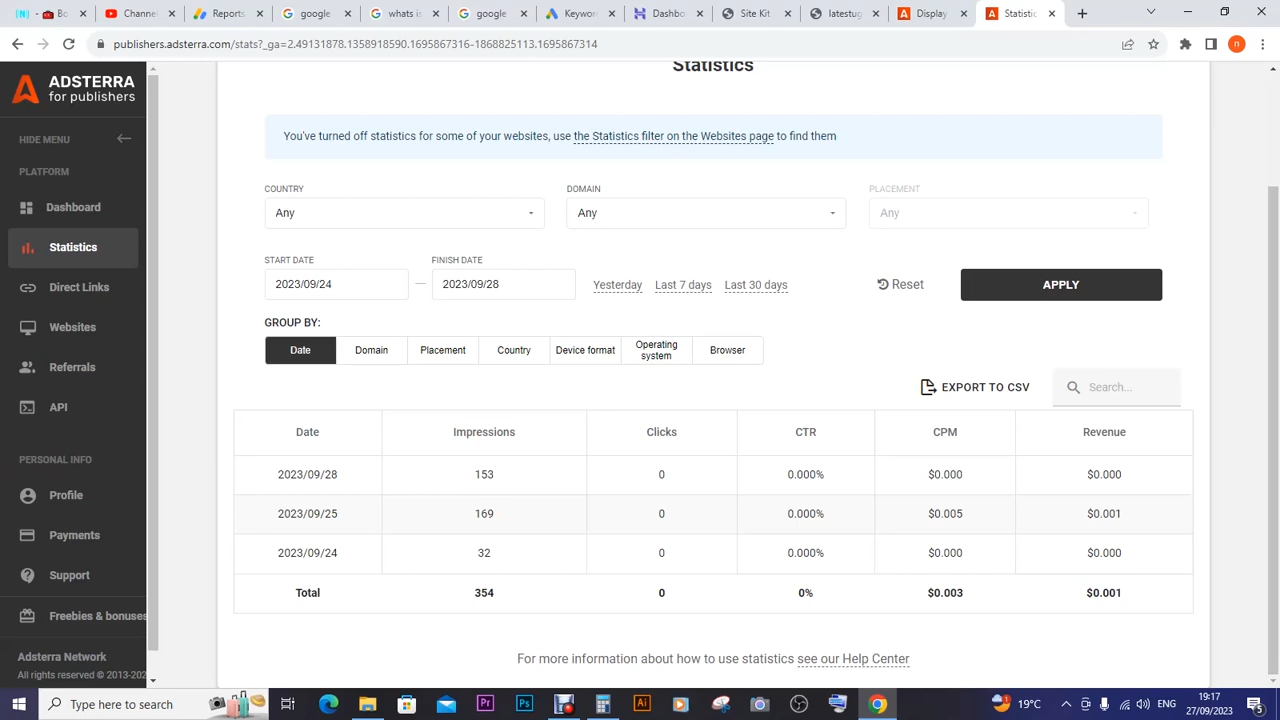 Bo
Channel
Reports
Google
whats is
Google
Keywor
Dashbo
Site Kit
latestug
Display
Statistic
publishers.adsterra.com/stats?_ga=2.49131878.1358918590.1695867316-1868825113.1695867314
n
ADSTERRA
for publishers
HIDE MENU
PLATFORM
Dashboard
Statistics
Direct Links
Websites
Referrals
API
PERSONAL INFO
Profile
Payments
Support
Freebies & bonuses
Adsterra Network
All rights reserved © 2013-202
Statistics
You've turned off statistics for some of your websites, use the Statistics filter on the Websites page to find them
COUNTRY DOMAIN PLACEMENT
Any Any Any
START DATE FINISH DATE
2023/09/24 — 2023/09/28 Yesterday Last 7 days Last 30 days Reset APPLY
GROUP BY:
Date Domain Placement Country Device format Operating system Browser
EXPORT TO CSV Search...
Date Impressions Clicks CTR CPM Revenue
2023/09/28 153 0 0.000% $0.000 $0.000
2023/09/25 169 0 0.000% $0.005 $0.001
2023/09/24 32 0 0.000% $0.000 $0.000
Total 354 0 0% $0.003 $0.001
For more information about how to use statistics see our Help Center
Type here to search
Pr
Ps
Ai
1
19°C
ENG
19:17
27/09/2023